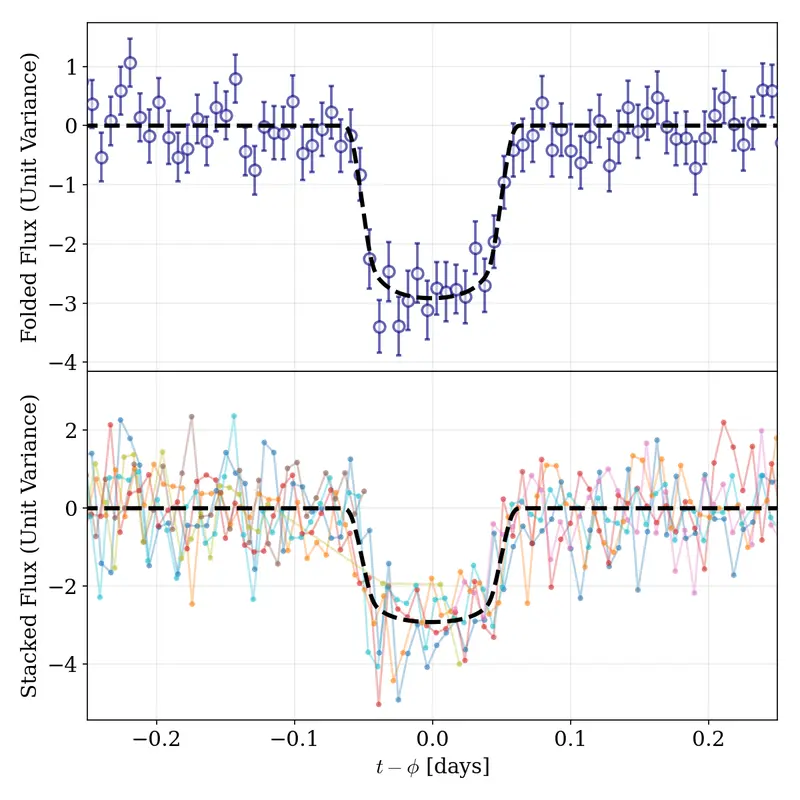 Folded Flux (Unit Variance)
1
0
−1
−2
−3
−4
Stacked Flux (Unit Variance)
2
0
−2
−4
−0.2 −0.1 0.0 0.1 0.2
t − ϕ [days]